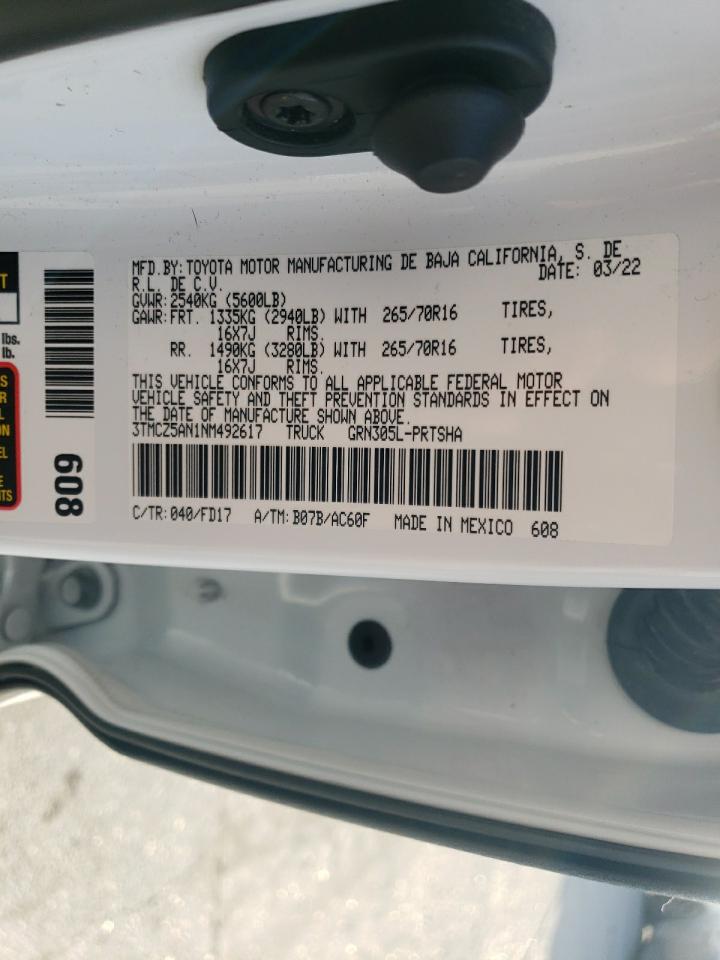 MFD.BY:TOYOTA MOTOR MANUFACTURING DE BAJA CALIFORNIA, S. DE
R.L. DE C.V. DATE: 03/22
GVWR:2540KG (5600LB)
GAWR:FRT. 1335KG (2940LB) WITH 265/70R16 TIRES,
16X7J RIMS,
RR. 1490KG (3280LB) WITH 265/70R16 TIRES,
16X7J RIMS.
THIS VEHICLE CONFORMS TO ALL APPLICABLE FEDERAL MOTOR
VEHICLE SAFETY AND THEFT PREVENTION STANDARDS IN EFFECT ON
THE DATE OF MANUFACTURE SHOWN ABOVE.
3TMCZ5AN1NM492617 TRUCK GRN305L-PRTSHA
C/TR:040/FD17 A/TM:B07B/AC60F MADE IN MEXICO 608
608
lbs.
lb.